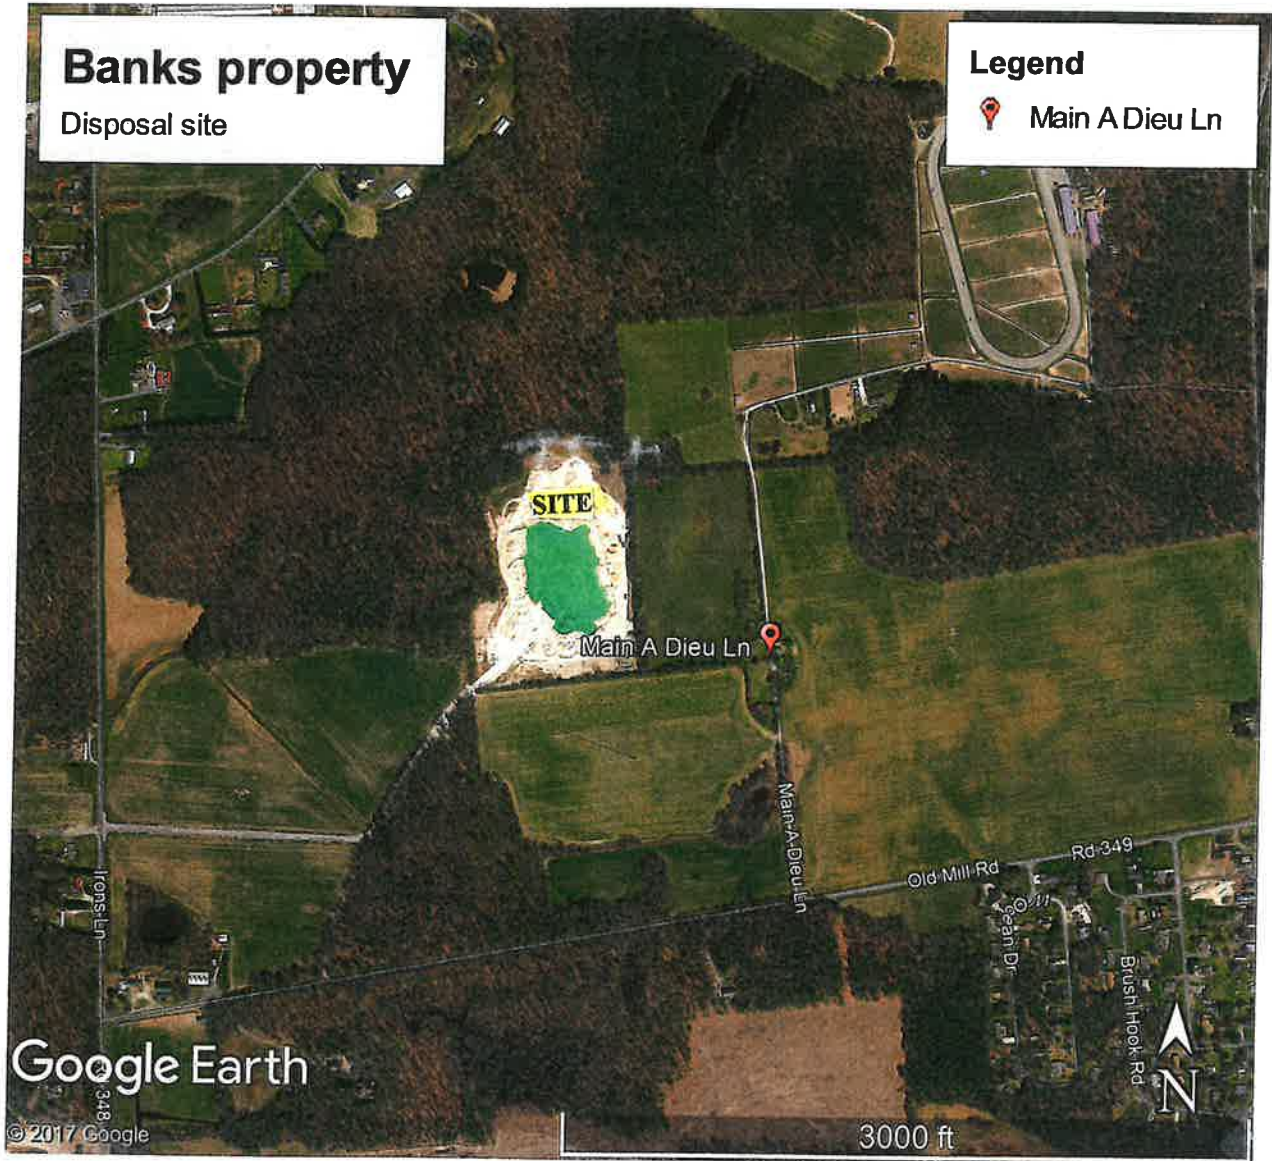 Banks property
Disposal site
Legend
Main A Dieu Ln
SITE
Main A Dieu Ln
Main-A-Dieu-Ln
Old Mill Rd
Rd 349
Irons-Ln
Brush Hook Rd
N
Google Earth
Rd 348
© 2017 Google
3000 ft